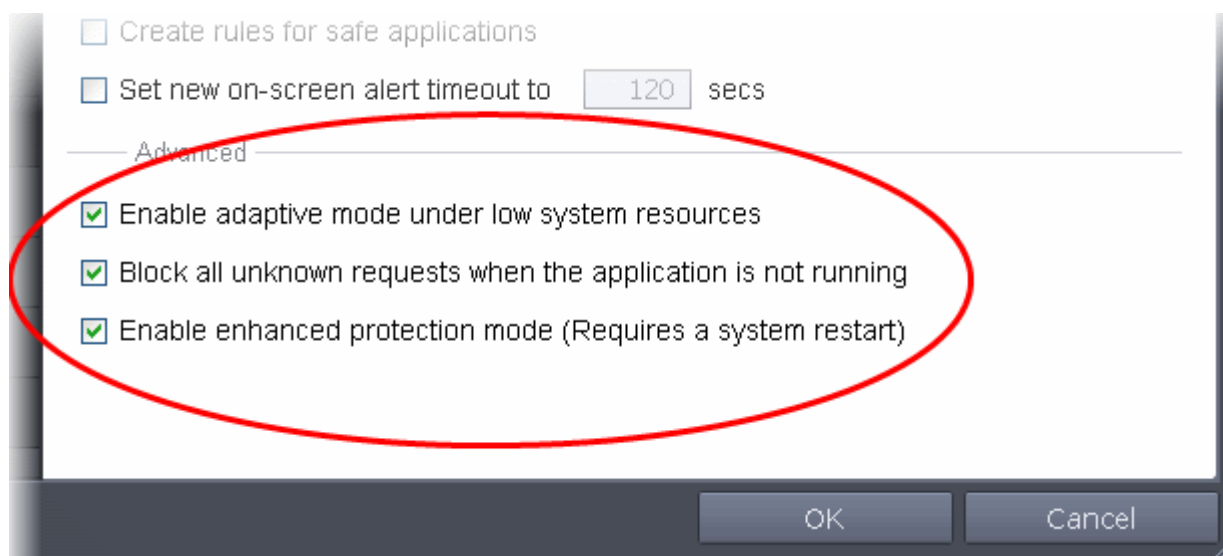 Create rules for safe applications
Set new on-screen alert timeout to 120 secs
Advanced
Enable adaptive mode under low system resources
Block all unknown requests when the application is not running
Enable enhanced protection mode (Requires a system restart)
OK Cancel